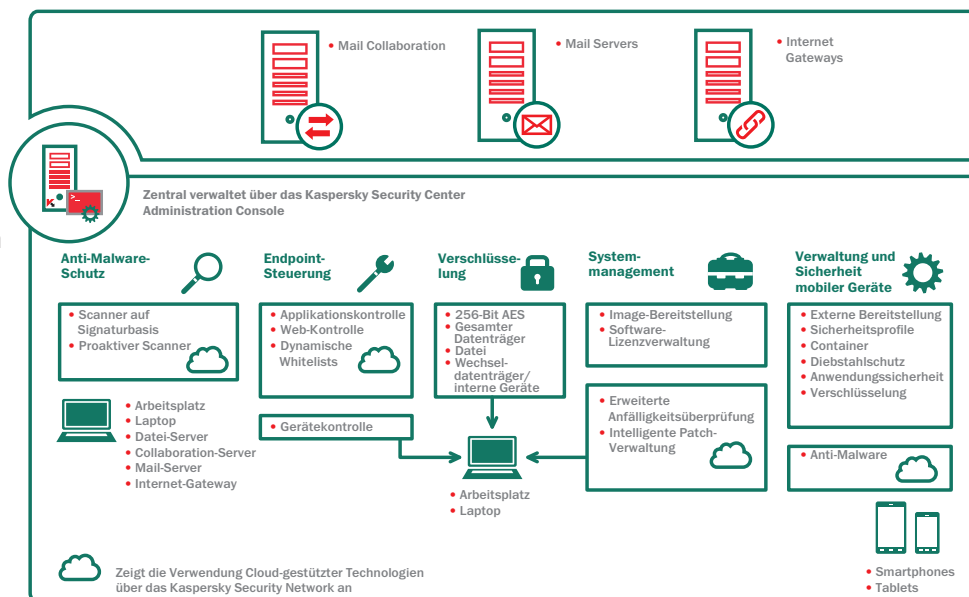 • Mail Collaboration
• Mail Servers
• Internet
Gateways
Zentral verwaltet über das Kaspersky Security Center
Administration Console
Anti-Malware-
Schutz
• Scanner auf
Signaturbasis
• Proaktiver Scanner
• Arbeitsplatz
• Laptop
• Datei-Server
• Collaboration-Server
• Mail-Server
• Internet-Gateway
Endpoint-
Steuerung
• Applikationskontrolle
• Web-Kontrolle
• Dynamische
Whitelists
• Gerätekontrolle
Verschlüsse-
lung
• 256-Bit AES
• Gesamter
Datenträger
• Datei
• Wechsel-
datenträger/
interne Geräte
• Arbeitsplatz
• Laptop
System-
management
• Image-Bereitstellung
• Software-
Lizenzverwaltung
• Erweiterte
Anfälligkeitsüberprüfung
• Intelligente Patch-
Verwaltung
Verwaltung und
Sicherheit
mobiler Geräte
• Externe Bereitstellung
• Sicherheitsprofile
• Container
• Diebstahlschutz
• Anwendungssicherheit
• Verschlüsselung
• Anti-Malware
• Smartphones
• Tablets
Zeigt die Verwendung Cloud-gestützter Technologien
über das Kaspersky Security Network an